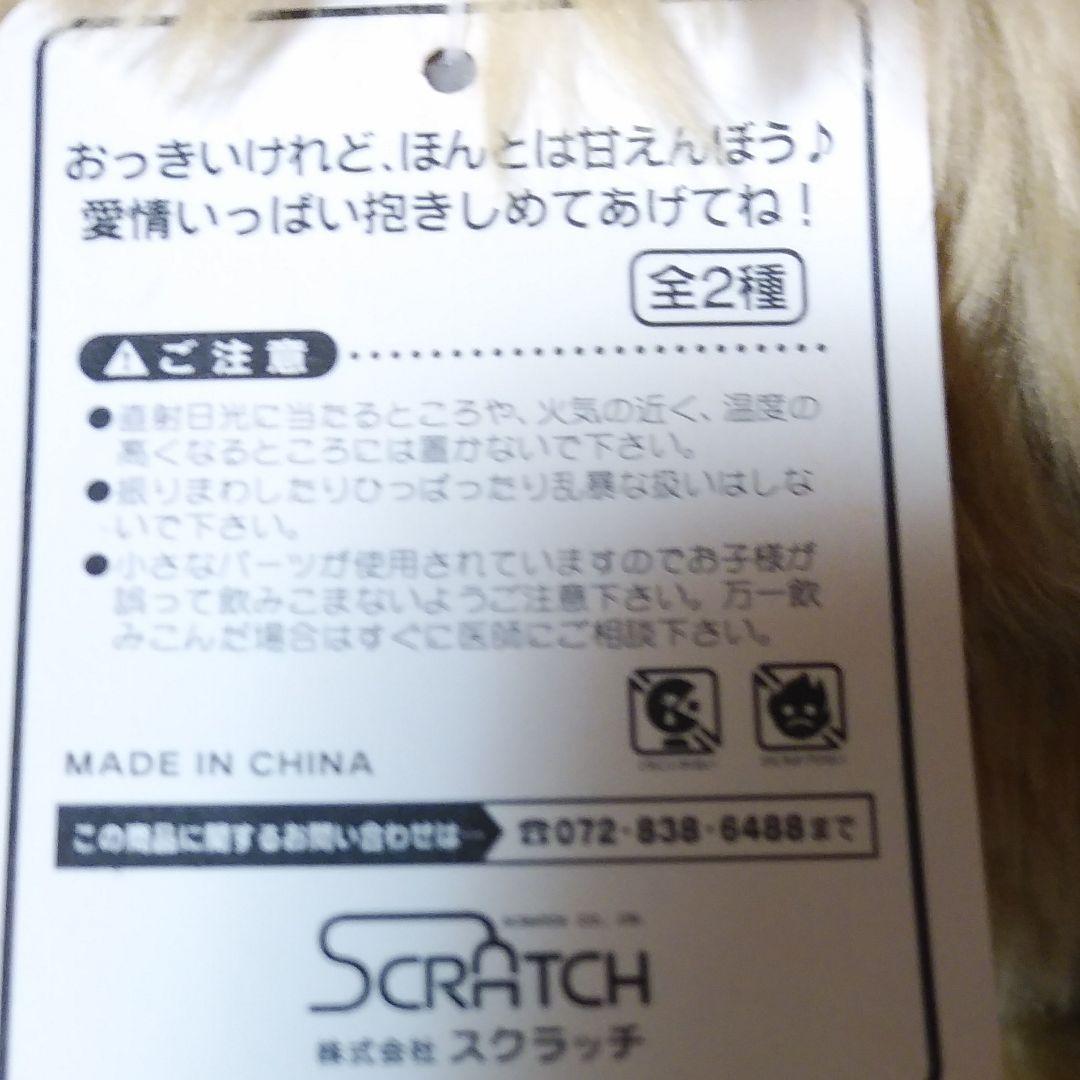 おっきいけれど、ほんとは甘えんぼう♪
愛情いっぱい抱きしめてあげてね！
全2種
ご注意
●直射日光に当たるところや、火気の近く、温度の
高くなるところには置かないで下さい。
●振りまわしたりひっぱったり乱暴な扱いはしな
いで下さい。
●小さなパーツが使用されていますのでお子様が
誤って飲みこまないようご注意下さい。万一飲
みこんだ場合はすぐに医師にご相談下さい。
MADE IN CHINA
この商品に関するお問い合わせは…
☎072・838・6488まで
SCRATCH CO., LTD.
SCRATCH
株式会社 スクラッチ